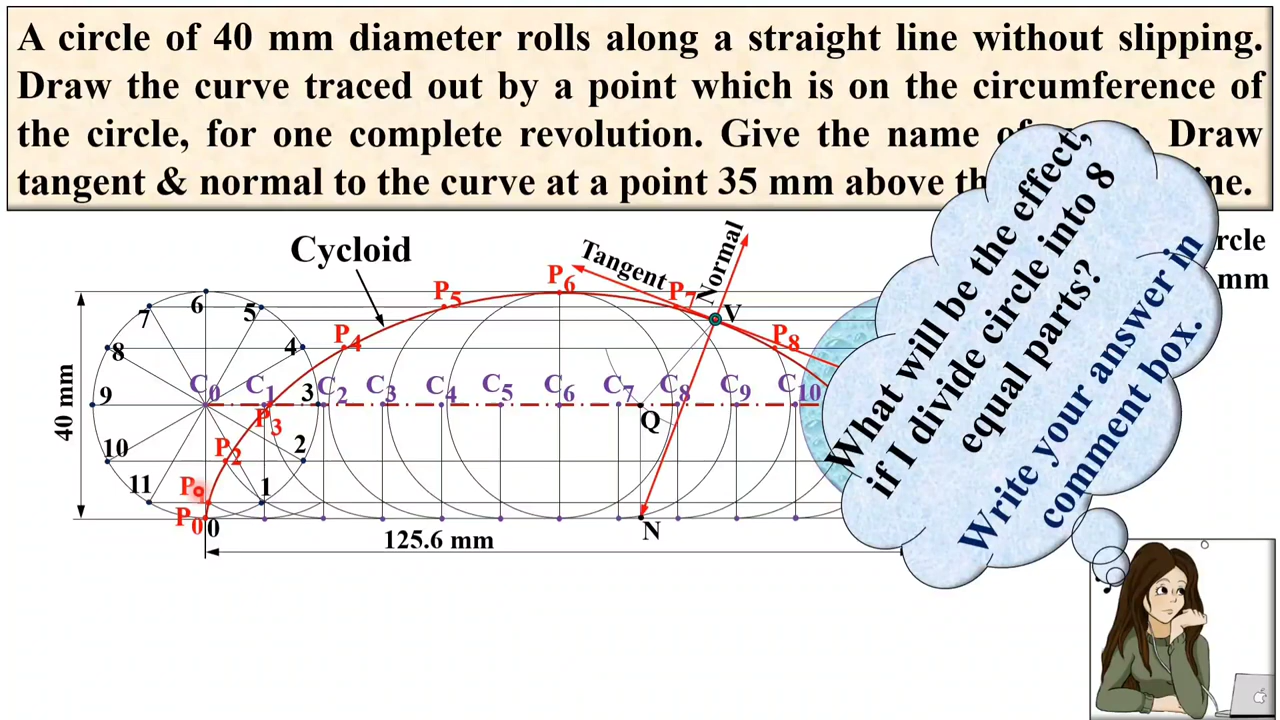 A circle of 40 mm diameter rolls along a straight line without slipping.
Draw the curve traced out by a point which is on the circumference of
the circle, for one complete revolution. Give the name of Draw
tangent & normal to the curve at a point 35 mm above
What will be the effect,
if I divide circle into 8
equal parts?
Write your answer in
comment box.
mm
Cycloid
Tangent
Normal
P5
P6
P7
V
P4
P8
7
6
5
8
4
9
C0
C1
3
C2
C3
C4
C5
C6
C7
C8
C9
C10
40 mm
P3
Q
10
P2
2
11
P1
1
P0
0
N
125.6 mm